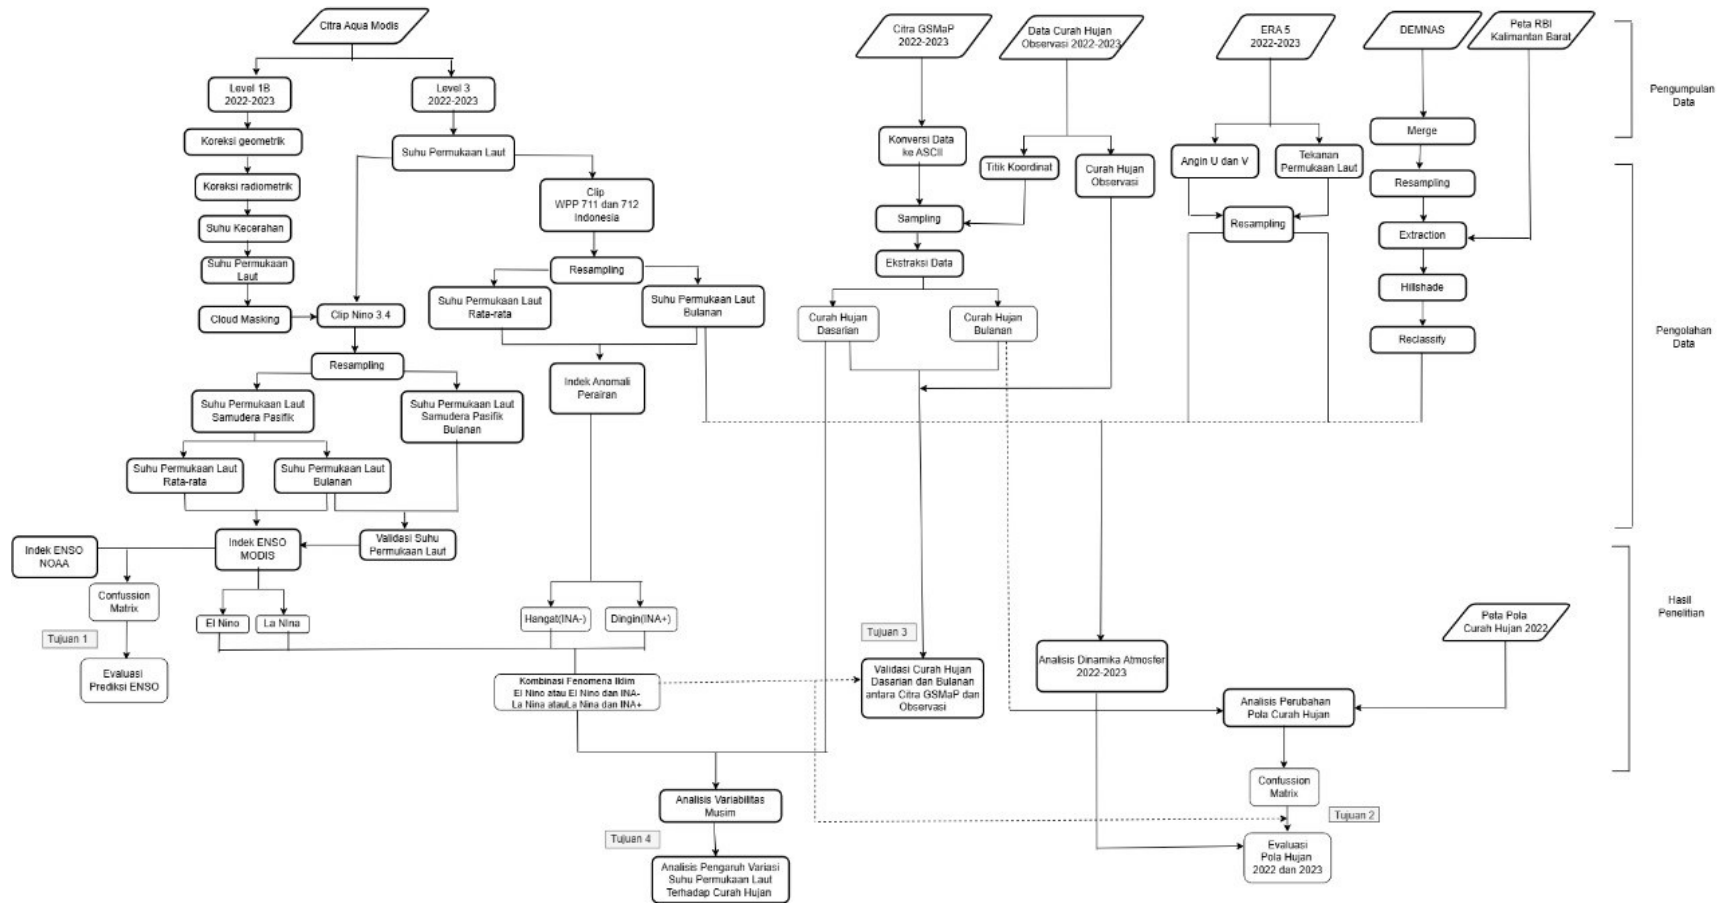 Citra Aqua Modis
Citra GSMaP
2022-2023
Data Curah Hujan
Observasi 2022-2023
ERA 5
2022-2023
DEMNAS
Peta RBI
Kalimantan Barat
Level 1B
2022-2023
Level 3
2022-2023
Pengumpulan
Data
Koreksi geometrik
Suhu Permukaan Laut
Konversi Data
ke ASCII
Titik Koordinat
Curah Hujan
Observasi
Angin U dan V
Tekanan
Permukaan Laut
Merge
Koreksi radiometrik
Clip
WPP 711 dan 712
Indonesia
Resampling
Suhu Kecerahan
Sampling
Resampling
Extraction
Suhu Permukaan
Laut
Resampling
Ekstraksi Data
Hillshade
Cloud Masking
Clip Nino 3.4
Suhu Permukaan Laut
Rata-rata
Suhu Permukaan Laut
Bulanan
Curah Hujan
Dasarian
Curah Hujan
Bulanan
Reclassify
Pengolahan
Data
Resampling
Indek Anomali
Perairan
Suhu Permukaan Laut
Samudera Pasifik
Suhu Permukaan Laut
Samudera Pasifik
Bulanan
Suhu Permukaan Laut
Rata-rata
Suhu Permukaan Laut
Bulanan
Indek ENSO
NOAA
Indek ENSO
MODIS
Validasi Suhu
Permukaan Laut
Confussion
Matrix
El Nino
La Nina
Hangat(INA-)
Dingin(INA+)
Hasil
Penelitian
Peta Pola
Curah Hujan 2022
Tujuan 1
Tujuan 3
Evaluasi
Prediksi ENSO
Kombinasi Fenomena Iklim
El Nino atau El Nino dan INA-
La Nina atauLa Nina dan INA+
Validasi Curah Hujan
Dasarian dan Bulanan
antara Citra GSMaP dan
Observasi
Analisis Dinamika Atmosfer
2022-2023
Analisis Perubahan
Pola Curah Hujan
Confussion
Matrix
Analisis Variabilitas
Musim
Tujuan 2
Tujuan 4
Evaluasi
Pola Hujan
2022 dan 2023
Analisis Pengaruh Variasi
Suhu Permukaan Laut
Terhadap Curah Hujan